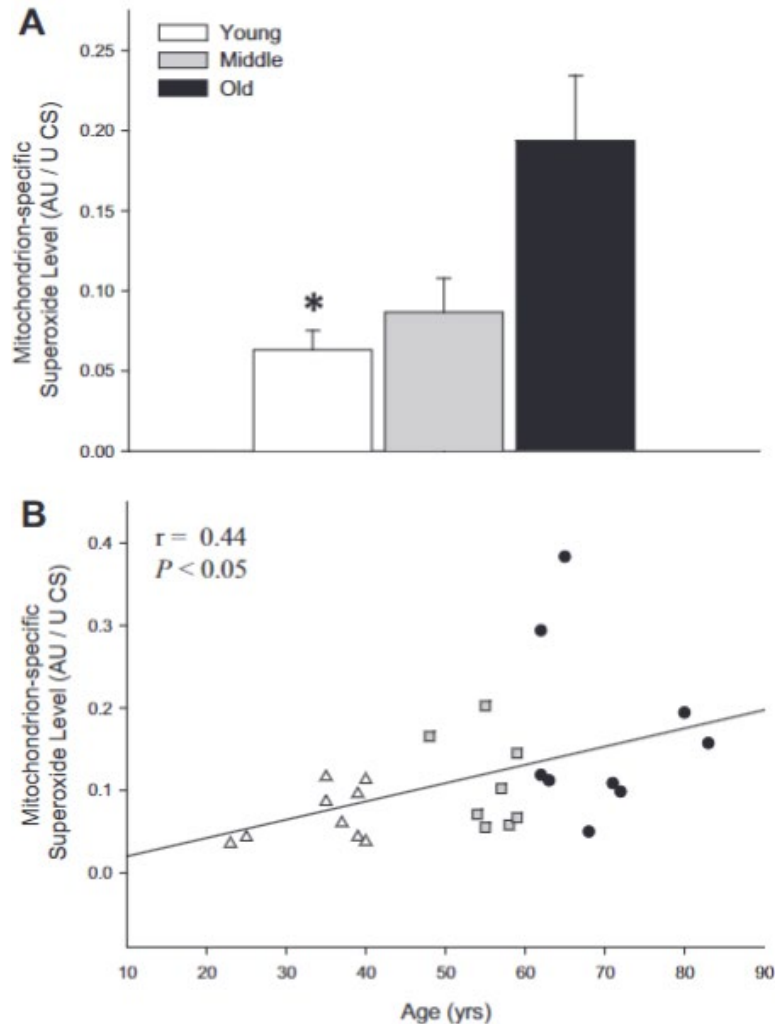 A
Young
Middle
Old
Mitochondrion-specific
Superoxide Level (AU / U CS)
0.25
0.20
0.15
0.10
0.05
0.00
*
B
r = 0.44
P < 0.05
Mitochondrion-specific
Superoxide Level (AU / U CS)
0.4
0.3
0.2
0.1
0.0
10 20 30 40 50 60 70 80 90
Age (yrs)